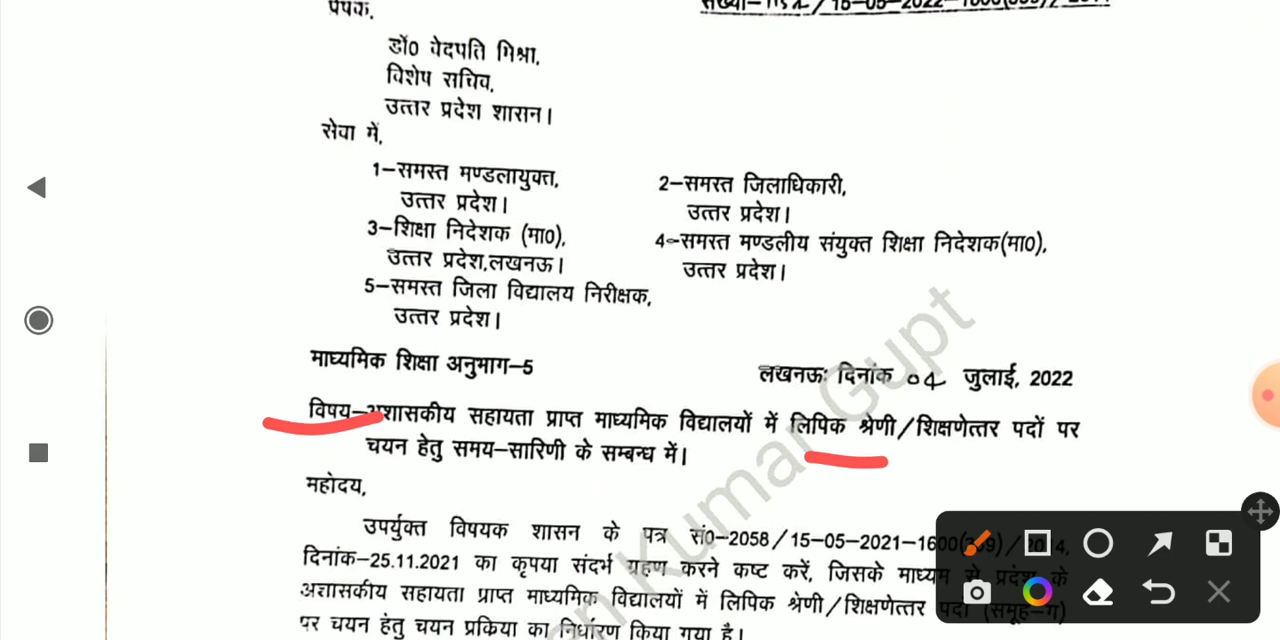 प्रेषक,
डॉ0 वेदपति मिश्रा,
विशेष सचिव,
उत्तर प्रदेश शासन।
सेवा में,
1–समस्त मण्डलायुक्त,
उत्तर प्रदेश।
2–समस्त जिलाधिकारी,
उत्तर प्रदेश।
3–शिक्षा निदेशक (मा0),
उत्तर प्रदेश,लखनऊ।
4–समस्त मण्डलीय संयुक्त शिक्षा निदेशक(मा0),
उत्तर प्रदेश।
5–समस्त जिला विद्यालय निरीक्षक,
उत्तर प्रदेश।
माध्यमिक शिक्षा अनुभाग–5
लखनऊः दिनांक 04 जुलाई, 2022
विषय–अशासकीय सहायता प्राप्त माध्यमिक विद्यालयों में लिपिक श्रेणी/शिक्षणेत्तर पदों पर
चयन हेतु समय–सारिणी के सम्बन्ध में।
महोदय,
उपर्युक्त विषयक शासन के पत्र सं0–2058/15–05–2021–1600
दिनांक–25.11.2021 का कृपया संदर्भ ग्रहण करने कष्ट करें, जिसके माध्यम से प्रदेश के
अशासकीय सहायता प्राप्त माध्यमिक विद्यालयों में लिपिक श्रेणी/शिक्षणेत्तर पदों (समूह–ग)
पर चयन हेतु चयन प्रक्रिया का निर्धारण किया गया है।
Kumar Gupt